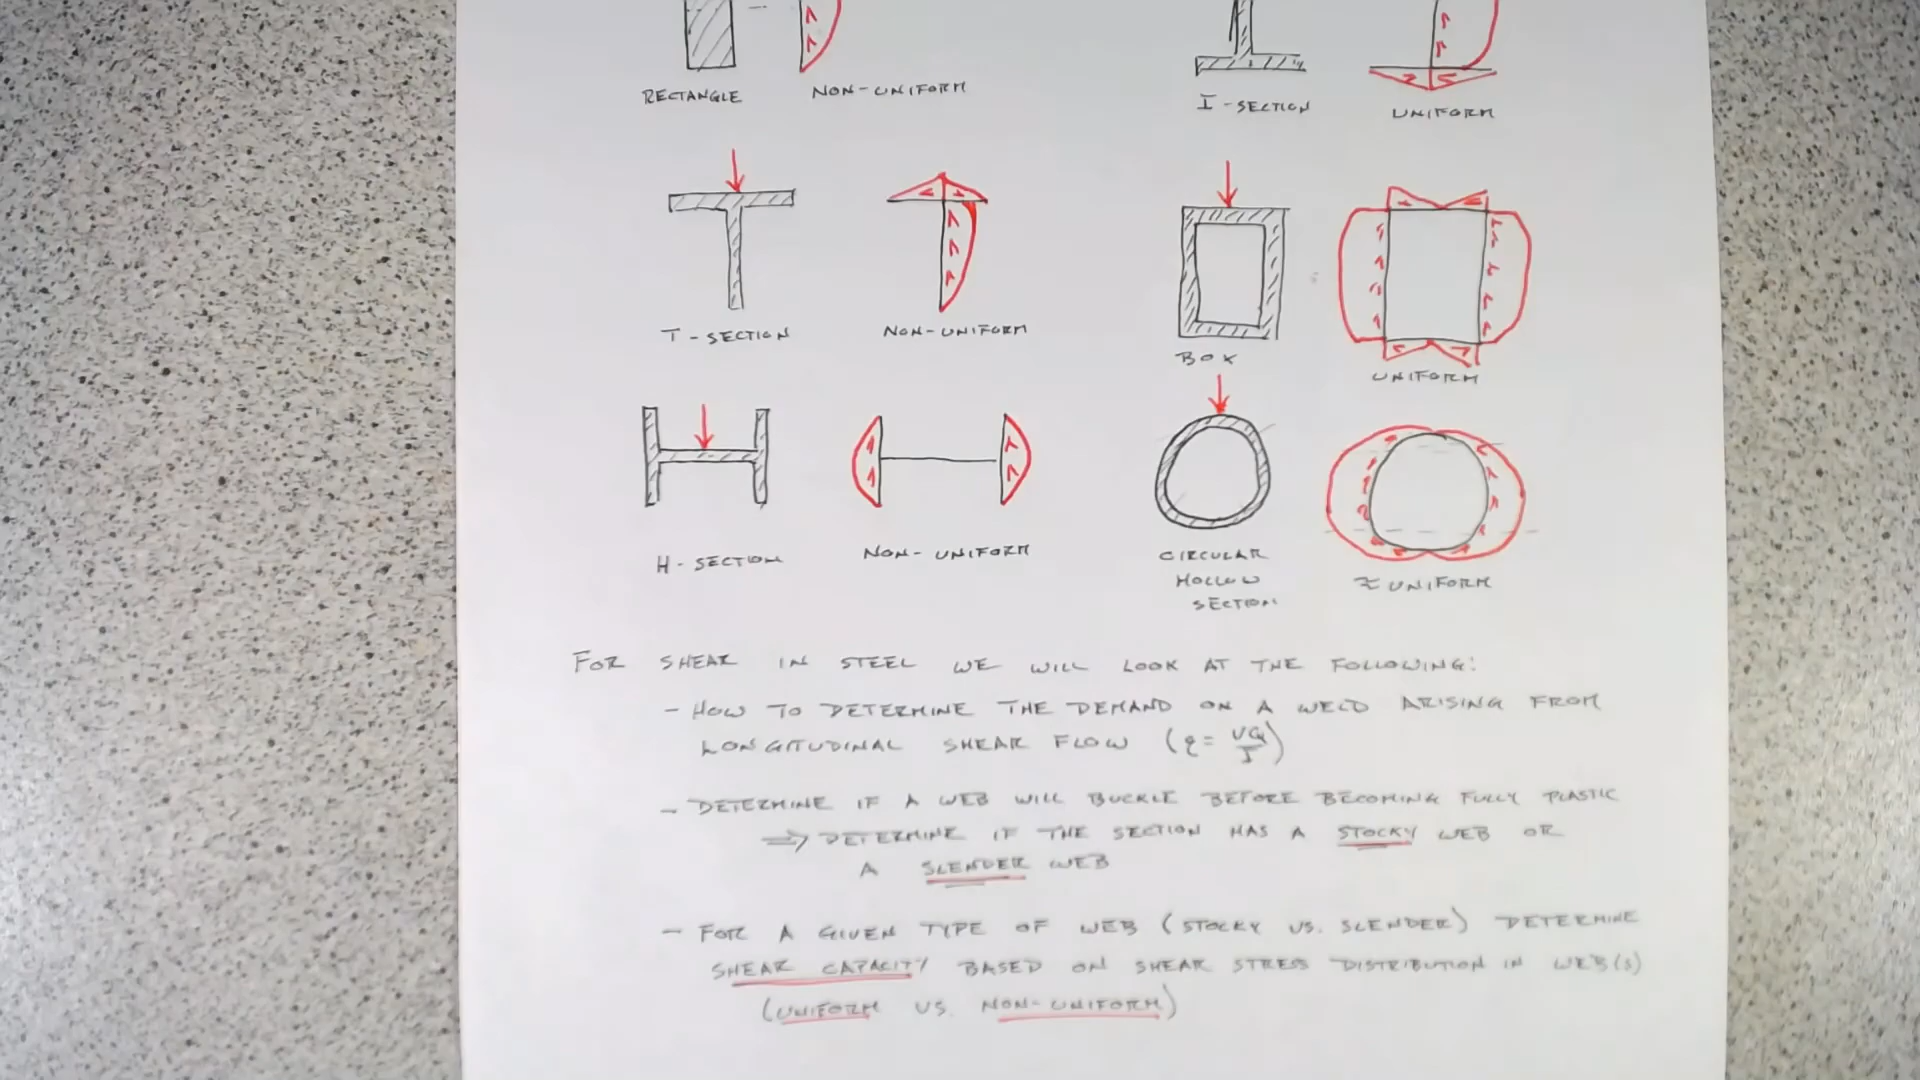 RECTANGLE NON-UNIFORM I-SECTION UNIFORM
T-SECTION NON-UNIFORM BOX UNIFORM
H-SECTION NON-UNIFORM CIRCULAR HOLLOW SECTION ≈ UNIFORM
FOR SHEAR IN STEEL WE WILL LOOK AT THE FOLLOWING:
- HOW TO DETERMINE THE DEMAND ON A WELD ARISING FROM
LONGITUDINAL SHEAR FLOW (q = VQ/I)
- DETERMINE IF A WEB WILL BUCKLE BEFORE BECOMING FULLY PLASTIC
⇒ DETERMINE IF THE SECTION HAS A STOCKY WEB OR
A SLENDER WEB
- FOR A GIVEN TYPE OF WEB (STOCKY VS. SLENDER) DETERMINE
SHEAR CAPACITY BASED ON SHEAR STRESS DISTRIBUTION IN WEB(S)
(UNIFORM VS. NON-UNIFORM)